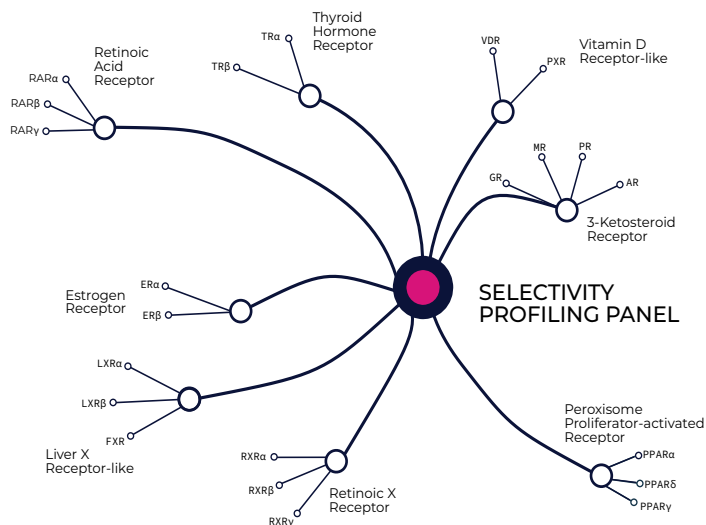 Thyroid
Hormone
Receptor
TRα
TRβ
VDR
PXR
Vitamin D
Receptor-like
Retinoic
Acid
Receptor
RARα
RARβ
RARγ
MR
PR
GR
AR
3-Ketosteroid
Receptor
SELECTIVITY
PROFILING PANEL
Estrogen
Receptor
ERα
ERβ
LXRα
LXRβ
FXR
Liver X
Receptor-like
RXRα
RXRβ
RXRγ
Retinoic X
Receptor
Peroxisome
Proliferator-activated
Receptor
PPARα
PPARδ
PPARγ